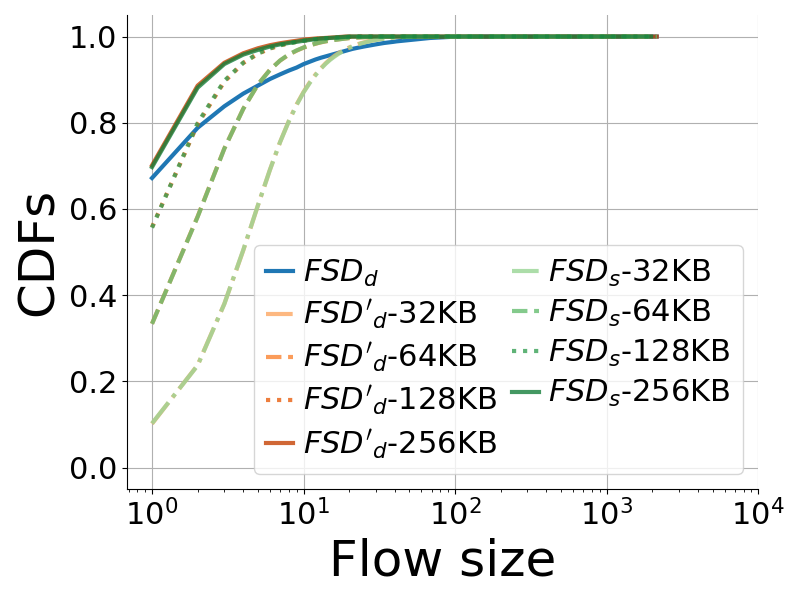 CDFs
1.0
0.8
0.6
0.4
0.2
0.0
FSD_d
FSD'_d-32KB
FSD'_d-64KB
FSD'_d-128KB
FSD'_d-256KB
FSD_s-32KB
FSD_s-64KB
FSD_s-128KB
FSD_s-256KB
10^0 10^1 10^2 10^3 10^4
Flow size